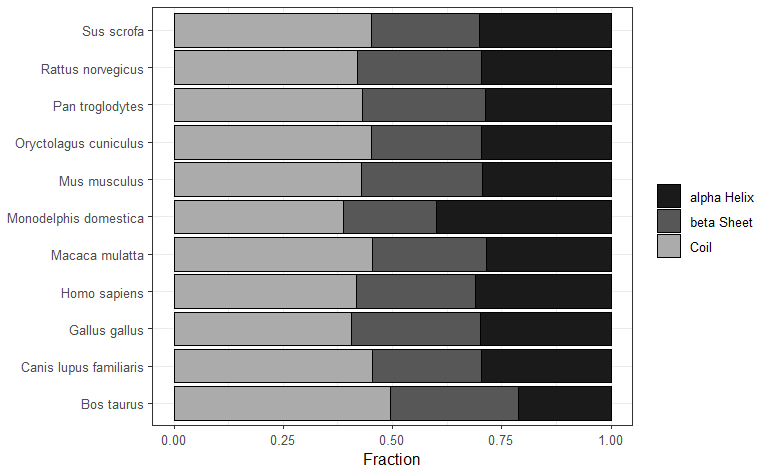 Sus scrofa
Rattus norvegicus
Pan troglodytes
Oryctolagus cuniculus
Mus musculus
Monodelphis domestica
Macaca mulatta
Homo sapiens
Gallus gallus
Canis lupus familiaris
Bos taurus
0.00 0.25 0.50 0.75 1.00
Fraction
alpha Helix
beta Sheet
Coil